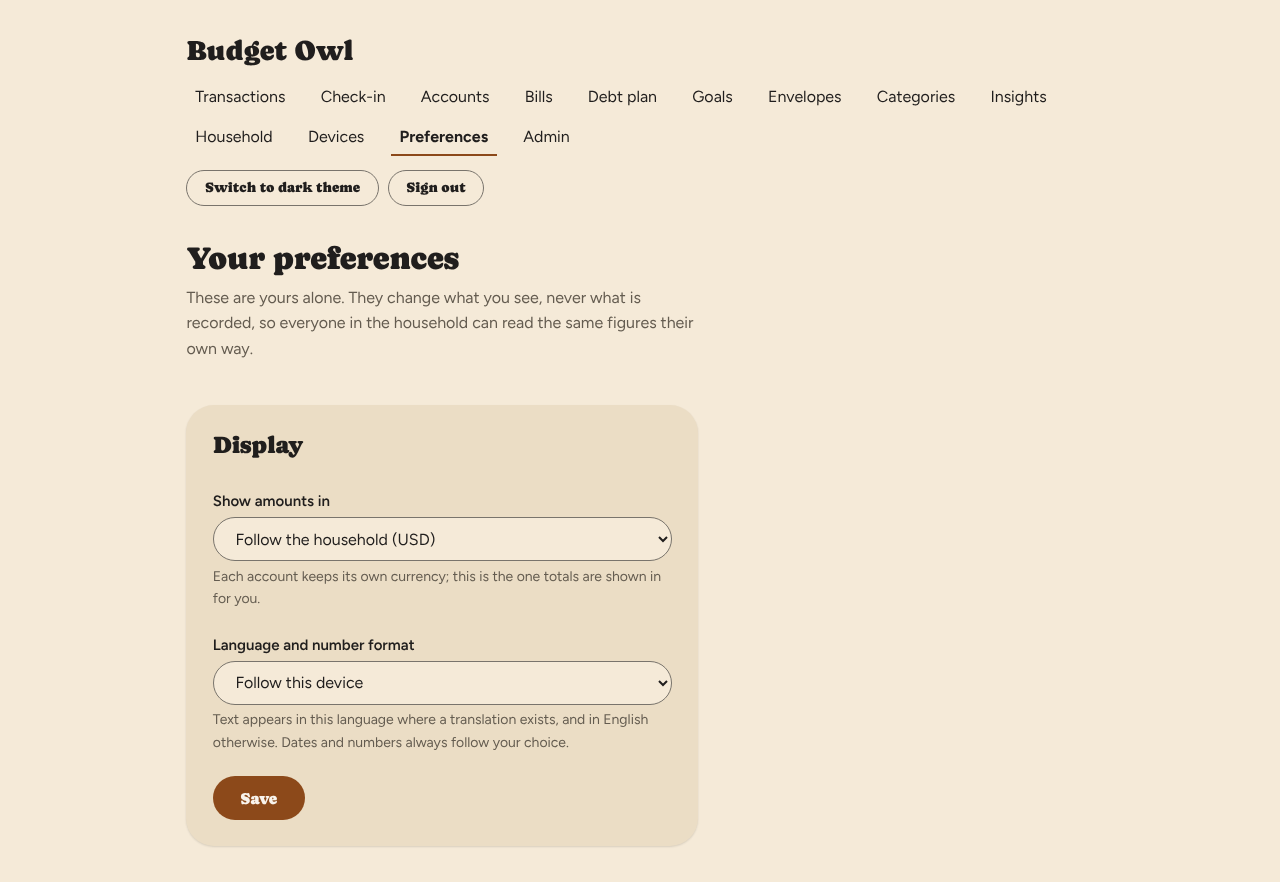 Budget Owl
Transactions Check-in Accounts Bills Debt plan Goals Envelopes Categories Insights
Household Devices Preferences Admin
Switch to dark theme Sign out
Your preferences
These are yours alone. They change what you see, never what is
recorded, so everyone in the household can read the same figures their
own way.
Display
Show amounts in
Follow the household (USD)
Each account keeps its own currency; this is the one totals are shown in
for you.
Language and number format
Follow this device
Text appears in this language where a translation exists, and in English
otherwise. Dates and numbers always follow your choice.
Save